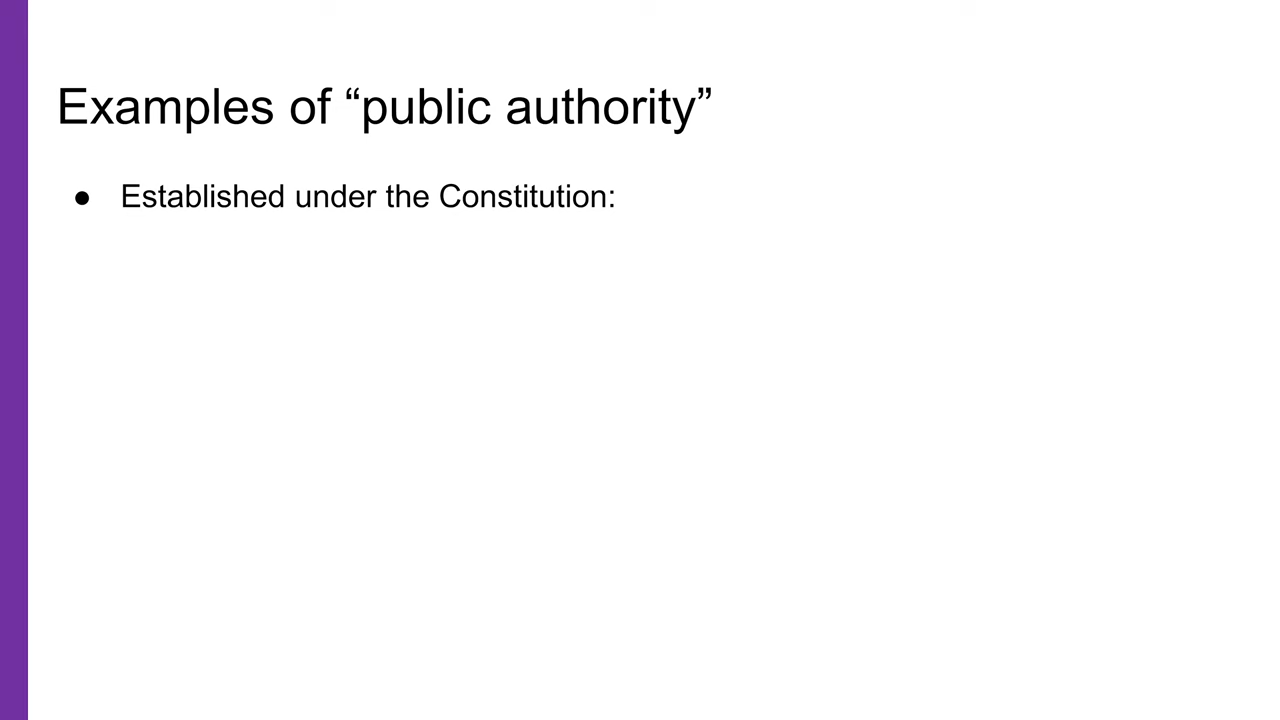 Examples of “public authority”
● Established under the Constitution: